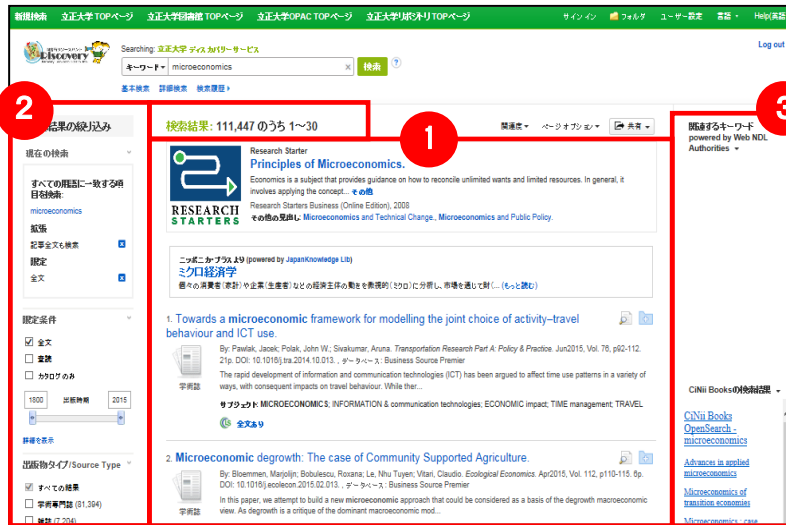 新規検索 立正大学 TOPページ 立正大学図書館 TOPページ 立正大学OPAC TOPページ 立正大学リポジトリ TOPページ サインイン フォルダ ユーザー設定 言語 Help(英語
Discovery
Searching: 立正大学 ディスカバリーサービス
Log out
キーワード microeconomics × 検索 ?
基本検索 詳細検索 検索履歴
2
結果の絞り込み
現在の検索
すべての用語に一致する項
目を検索:
microeconomics
拡張
記事全文も検索 x
限定
全文 x
限定条件
全文
査読
カタログのみ
1800 出版時期 2015
詳細を表示
出版物タイプ/Source Type
すべての結果
学術専門誌 (81,394)
雑誌 (7,204)
検索結果: 111,447 のうち 1～30
1
関連度 ページ オプション 共有
RESEARCH
STARTERS
Research Starter
Principles of Microeconomics.
Economics is a subject that provides guidance on how to reconcile unlimited wants and limited resources. In general, it
involves applying the concept... その他
Research Starters Business (Online Edition), 2008
その他の見出し: Microeconomics and Technical Change., Microeconomics and Public Policy.
ニッポニカ・プラス より (powered by JapanKnowledge Lib)
ミクロ経済学
個々の消費者(家計)や企業(生産者)などの経済主体の動きを微視的(ミクロ)に分析し、市場を通じて財(... (もっと読む)
1. Towards a microeconomic framework for modelling the joint choice of activity–travel
behaviour and ICT use.
By: Pawlak, Jacek; Polak, John W.; Sivakumar, Aruna. Transportation Research Part A: Policy & Practice. Jun2015, Vol. 76, p92-112.
21p. DOI: 10.1016/j.tra.2014.10.013. , データベース: Business Source Premier
学術誌
The rapid development of information and communication technologies (ICT) has been argued to affect time use patterns in a variety of
ways, with consequent impacts on travel behaviour. While ther...
サブジェクト: MICROECONOMICS; INFORMATION & communication technologies; ECONOMIC impact; TIME management; TRAVEL
全文あり
2. Microeconomic degrowth: The case of Community Supported Agriculture.
By: Bloemmen, Marjolijn; Bobulescu, Roxana; Le, Nhu Tuyen; Vitari, Claudio. Ecological Economics. Apr2015, Vol. 112, p110-115. 6p.
DOI: 10.1016/j.ecolecon.2015.02.013. , データベース: Business Source Premier
学術誌
In this paper, we attempt to build a new microeconomic approach that could be considered as a basis of the degrowth macroeconomic
view. As degrowth is a critique of the dominant macroeconomic mod...
3
関連するキーワード
powered by Web NDL
Authorities
CiNii Booksの検索結果
CiNii Books
OpenSearch -
microeconomics
Advances in applied
microeconomics
Microeconomics of
transition economies
Microeconomics : case